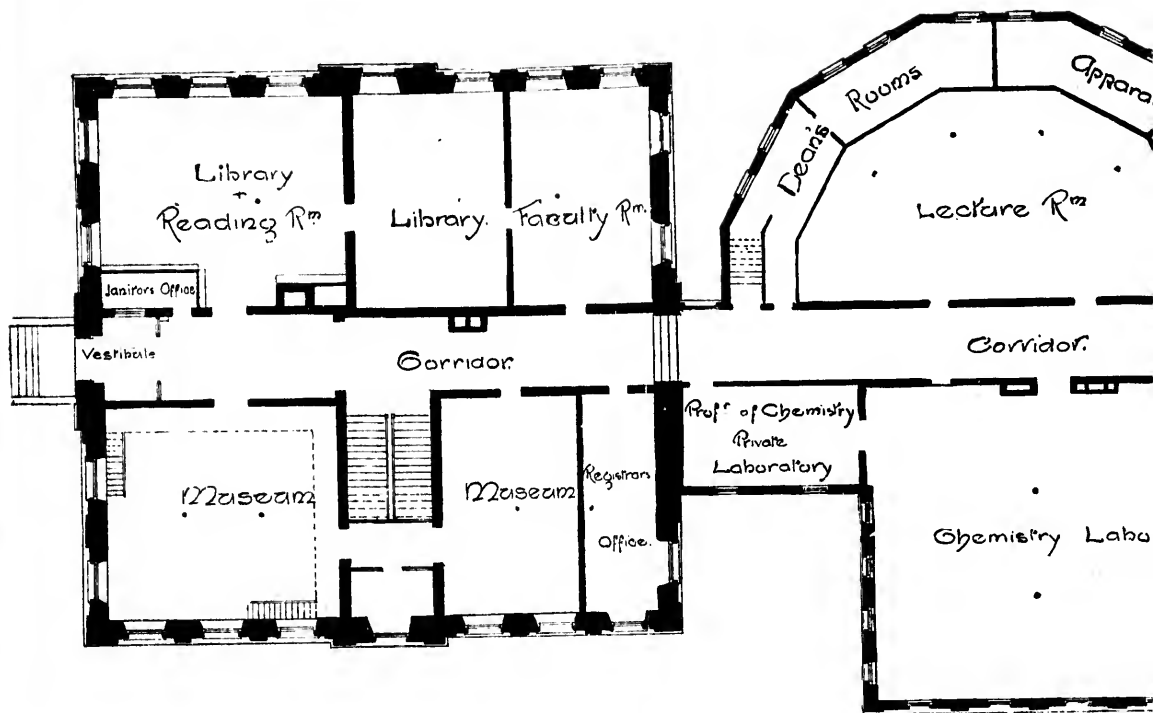 Library
+
Reading Rm
Library.
Faculty Rm.
Janitors Office
Vestibule
Corridor.
Museum
Museum
Registrars
Office.
Dean's
Rooms
Appara
Lecture Rm
Corridor.
Profr of Chemistry
Private
Laboratory
Chemistry Labo